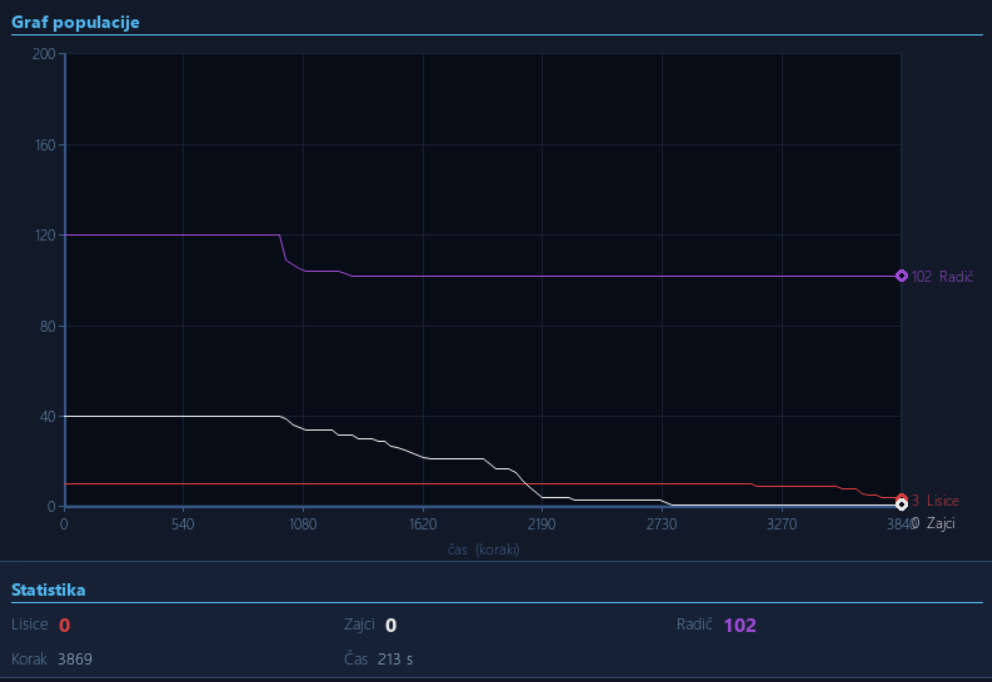 Graf populacije
200
160
120
80
40
0
102 Radič
3 Lisice
0 Zajci
0 540 1080 1620 2190 2730 3270 3840
čas (koraki)
Statistika
Lisice 0 Zajci 0 Radič 102
Korak 3869 Čas 213 s